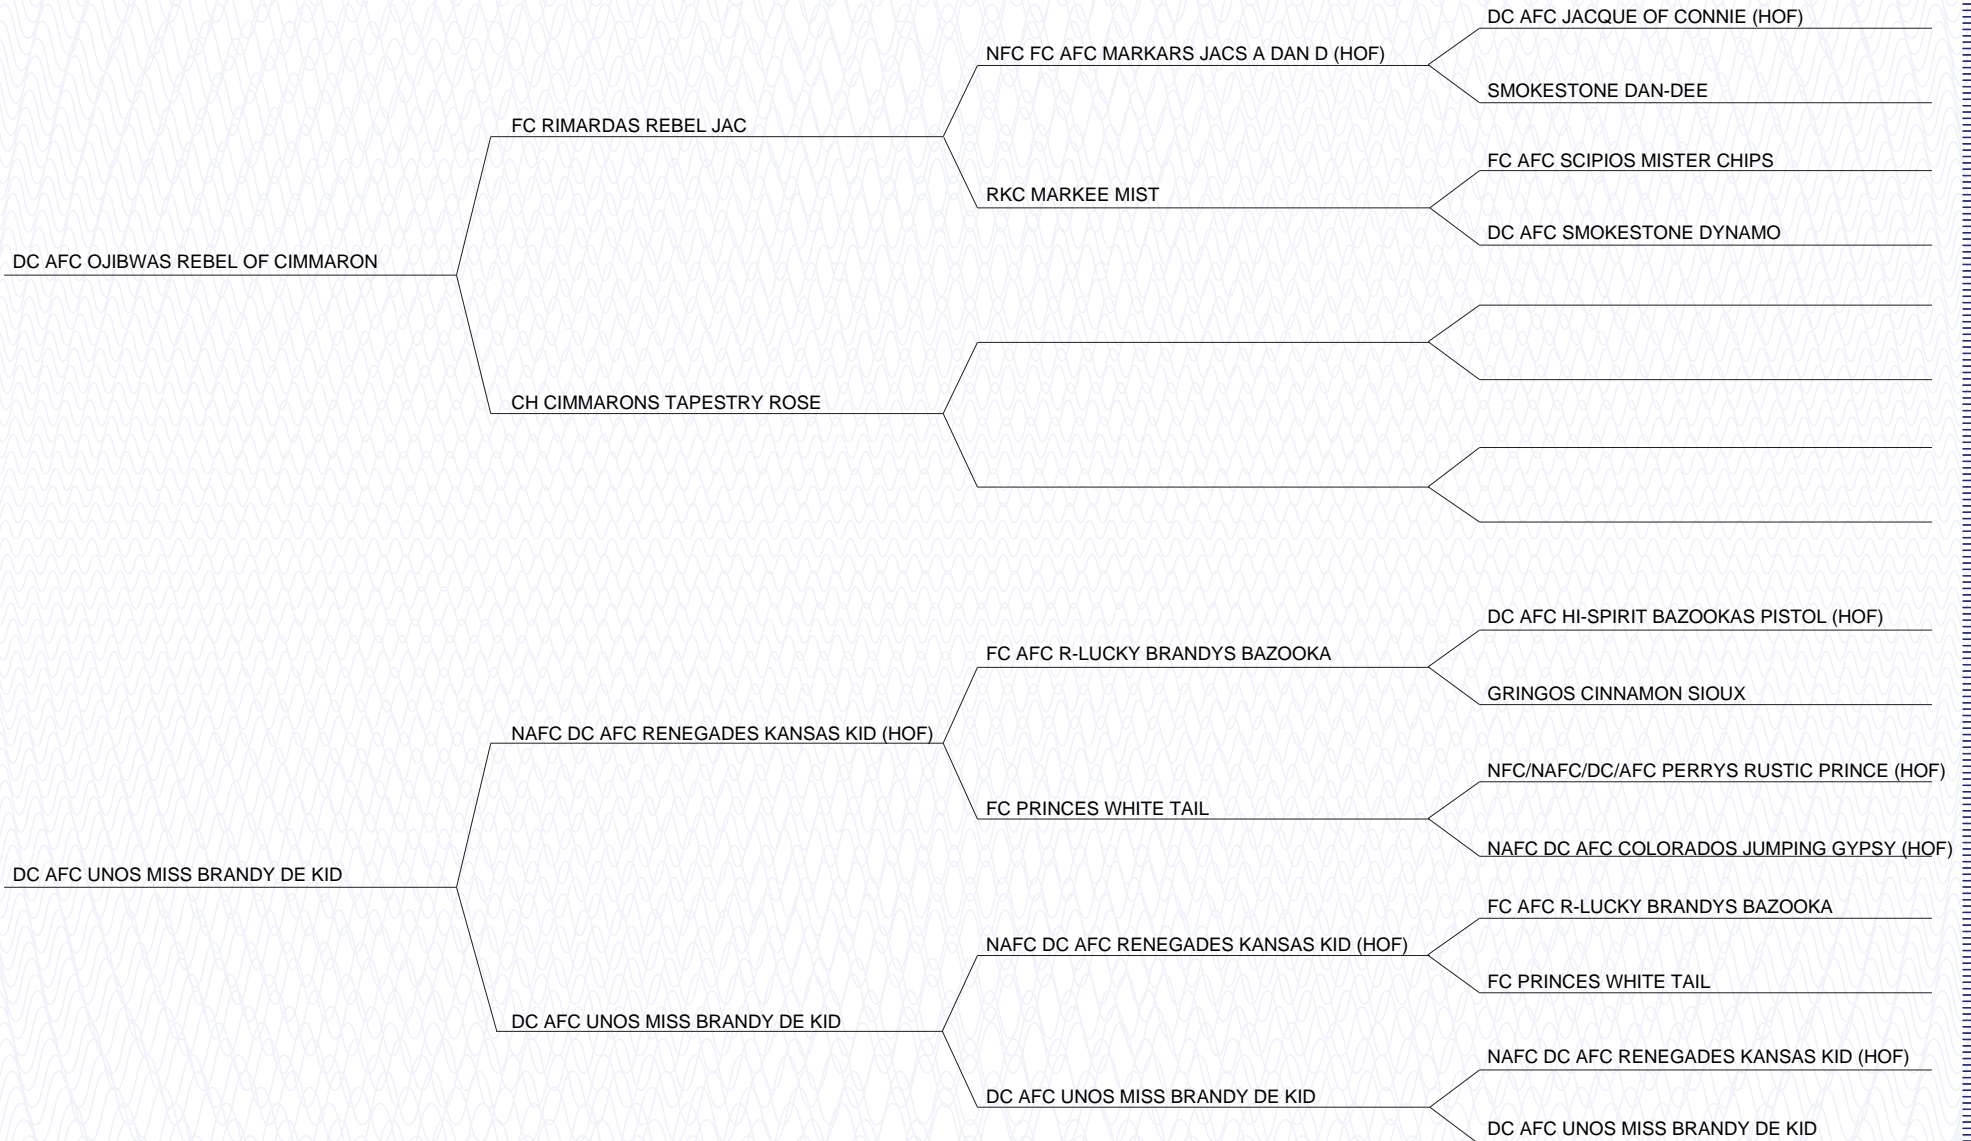 DC AFC JACQUE OF CONNIE (HOF)
NFC FC AFC MARKARS JACS A DAN D (HOF)
SMOKESTONE DAN-DEE
FC RIMARDAS REBEL JAC
FC AFC SCIPIOS MISTER CHIPS
RKC MARKEE MIST
DC AFC SMOKESTONE DYNAMO
DC AFC OJIBWAS REBEL OF CIMMARON
CH CIMMARONS TAPESTRY ROSE
DC AFC HI-SPIRIT BAZOOKAS PISTOL (HOF)
FC AFC R-LUCKY BRANDYS BAZOOKA
GRINGOS CINNAMON SIOUX
NAFC DC AFC RENEGADES KANSAS KID (HOF)
NFC/NAFC/DC/AFC PERRYS RUSTIC PRINCE (HOF)
FC PRINCES WHITE TAIL
NAFC DC AFC COLORADOS JUMPING GYPSY (HOF)
DC AFC UNOS MISS BRANDY DE KID
FC AFC R-LUCKY BRANDYS BAZOOKA
NAFC DC AFC RENEGADES KANSAS KID (HOF)
FC PRINCES WHITE TAIL
DC AFC UNOS MISS BRANDY DE KID
NAFC DC AFC RENEGADES KANSAS KID (HOF)
DC AFC UNOS MISS BRANDY DE KID
DC AFC UNOS MISS BRANDY DE KID